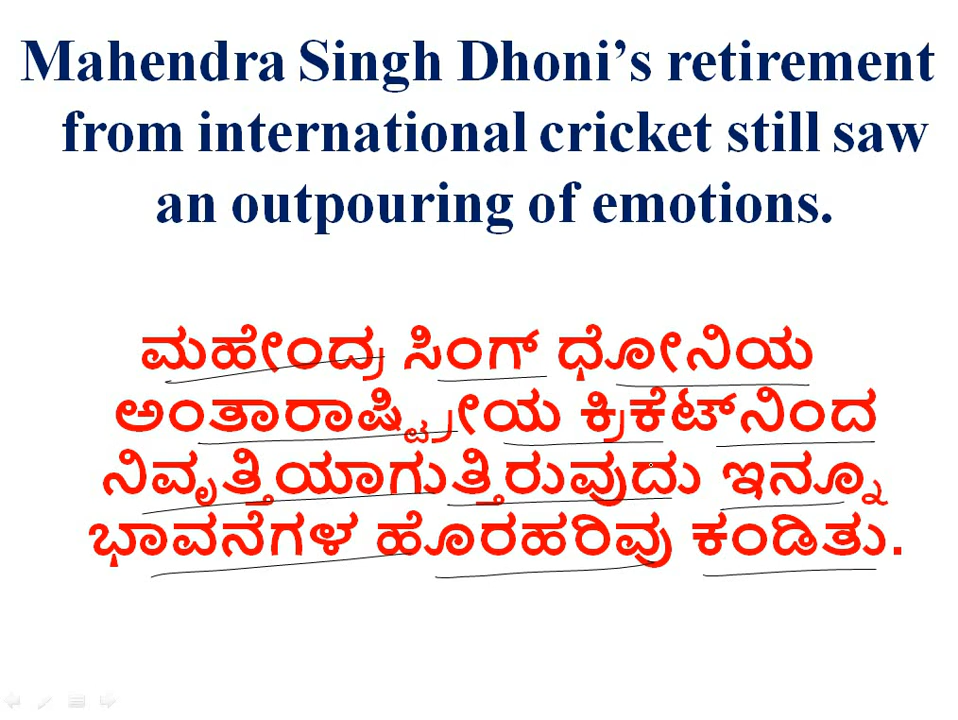 Mahendra Singh Dhoni’s retirement
from international cricket still saw
an outpouring of emotions.
ಮಹೇಂದ್ರ ಸಿಂಗ್ ಧೋನಿಯ
ಅಂತಾರಾಷ್ಟ್ರೀಯ ಕ್ರಿಕೆಟ್‌ನಿಂದ
ನಿವೃತ್ತಿಯಾಗುತ್ತಿರುವುದು ಇನ್ನೂ
ಭಾವನೆಗಳ ಹೊರಹರಿವು ಕಂಡಿತು.